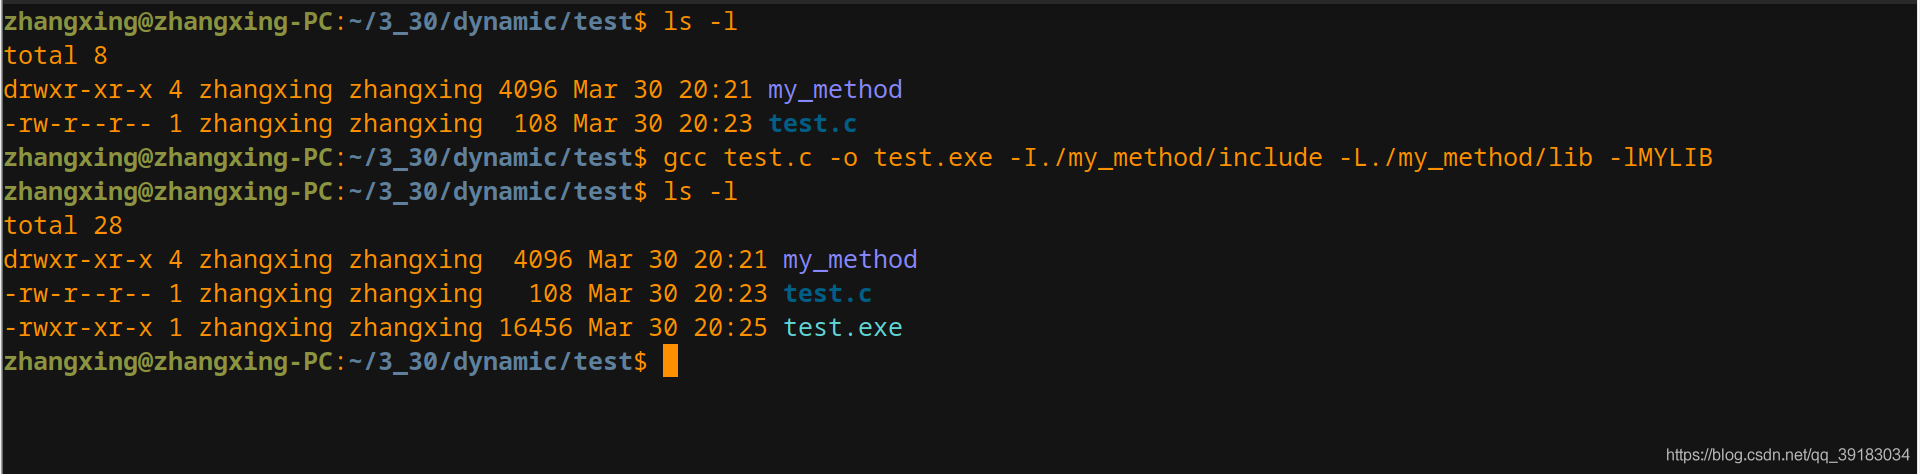 zhangxing@zhangxing-PC:~/3_30/dynamic/test$ ls -l
total 8
drwxr-xr-x 4 zhangxing zhangxing 4096 Mar 30 20:21 my_method
-rw-r--r-- 1 zhangxing zhangxing  108 Mar 30 20:23 test.c
zhangxing@zhangxing-PC:~/3_30/dynamic/test$ gcc test.c -o test.exe -I./my_method/include -L./my_method/lib -lMYLIB
zhangxing@zhangxing-PC:~/3_30/dynamic/test$ ls -l
total 28
drwxr-xr-x 4 zhangxing zhangxing  4096 Mar 30 20:21 my_method
-rw-r--r-- 1 zhangxing zhangxing   108 Mar 30 20:23 test.c
-rwxr-xr-x 1 zhangxing zhangxing 16456 Mar 30 20:25 test.exe
zhangxing@zhangxing-PC:~/3_30/dynamic/test$
https://blog.csdn.net/qq_39183034